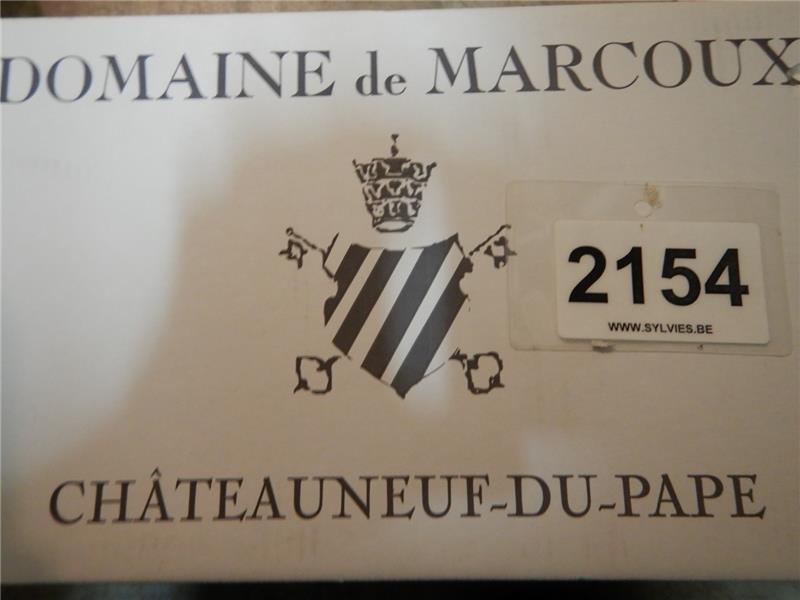 DOMAINE de MARCOUX
2154
WWW.SYLVIES.BE
CHÂTEAUNEUF-DU-PAPE